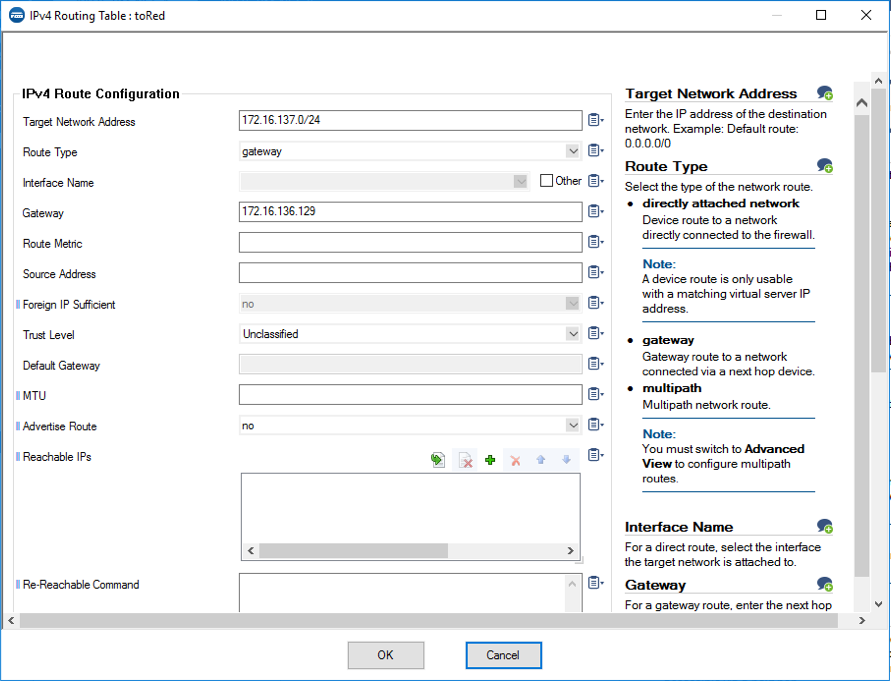 IPv4 Routing Table : toRed
IPv4 Route Configuration
Target Network Address
172.16.137.0/24
Route Type
gateway
Interface Name
Other
Gateway
172.16.136.129
Route Metric
Source Address
Foreign IP Sufficient
no
Trust Level
Unclassified
Default Gateway
MTU
Advertise Route
no
Reachable IPs
Re-Reachable Command
Target Network Address
Enter the IP address of the destination
network. Example: Default route:
0.0.0.0/0
Route Type
Select the type of the network route.
• directly attached network
Device route to a network
directly connected to the firewall.
Note:
A device route is only usable
with a matching virtual server IP
address.
• gateway
Gateway route to a network
connected via a next hop device.
• multipath
Multipath network route.
Note:
You must switch to Advanced
View to configure multipath
routes.
Interface Name
For a direct route, select the interface
the target network is attached to.
Gateway
For a gateway route, enter the next hop
OK
Cancel